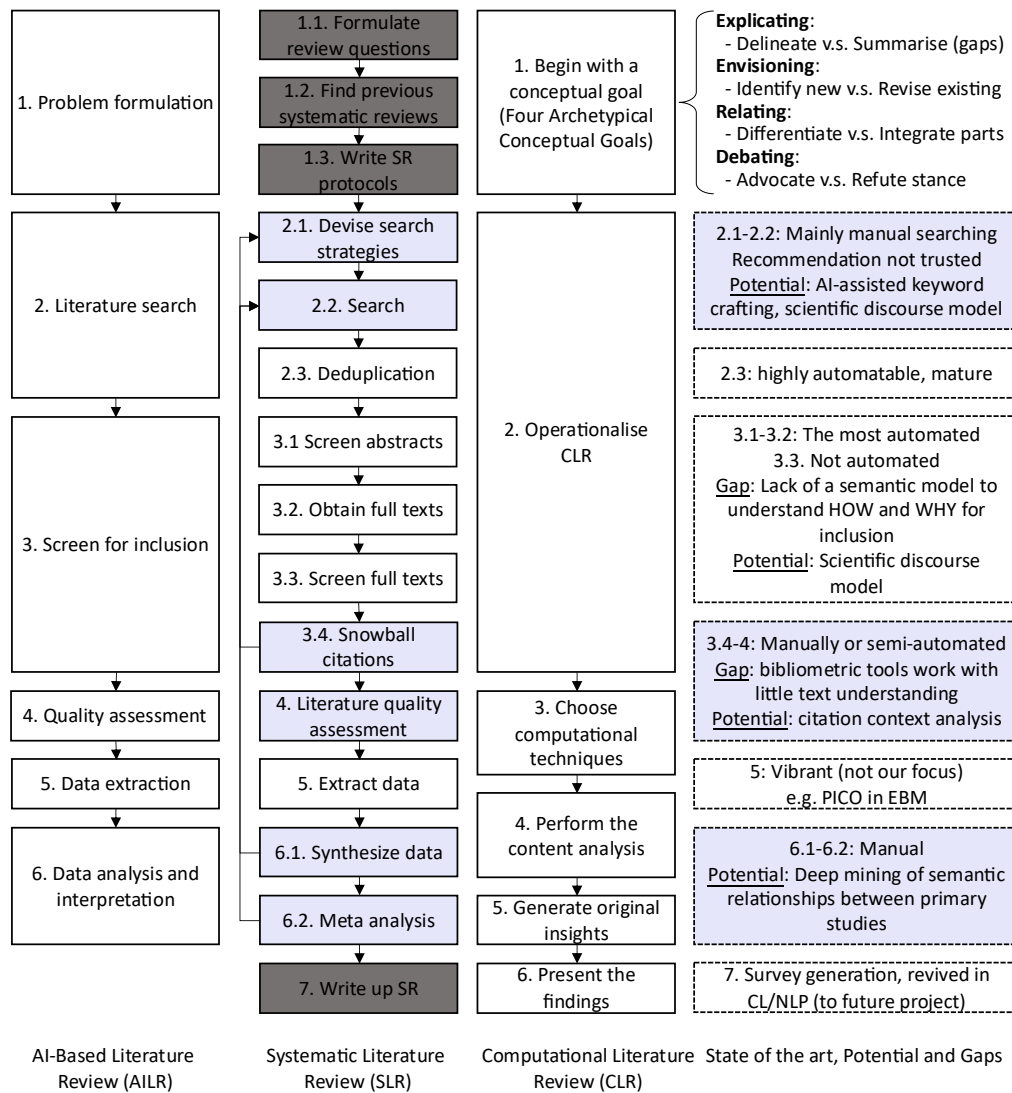 1. Problem formulation
2. Literature search
3. Screen for inclusion
4. Quality assessment
5. Data extraction
6. Data analysis and
interpretation
AI-Based Literature
Review (AILR)
1.1. Formulate
review questions
1.2. Find previous
systematic reviews
1.3. Write SR
protocols
2.1. Devise search
strategies
2.2. Search
2.3. Deduplication
3.1 Screen abstracts
3.2. Obtain full texts
3.3. Screen full texts
3.4. Snowball
citations
4. Literature quality
assessment
5. Extract data
6.1. Synthesize data
6.2. Meta analysis
7. Write up SR
Systematic Literature
Review (SLR)
1. Begin with a
conceptual goal
(Four Archetypical
Conceptual Goals)
2. Operationalise
CLR
3. Choose
computational
techniques
4. Perform the
content analysis
5. Generate original
insights
6. Present the
findings
Computational Literature
Review (CLR)
Explicating:
- Delineate v.s. Summarise (gaps)
Envisioning:
- Identify new v.s. Revise existing
Relating:
- Differentiate v.s. Integrate parts
Debating:
- Advocate v.s. Refute stance
2.1-2.2: Mainly manual searching
Recommendation not trusted
Potential: AI-assisted keyword
crafting, scientific discourse model
2.3: highly automatable, mature
3.1-3.2: The most automated
3.3. Not automated
Gap: Lack of a semantic model to
understand HOW and WHY for
inclusion
Potential: Scientific discourse
model
3.4-4: Manually or semi-automated
Gap: bibliometric tools work with
little text understanding
Potential: citation context analysis
5: Vibrant (not our focus)
e.g. PICO in EBM
6.1-6.2: Manual
Potential: Deep mining of semantic
relationships between primary
studies
7. Survey generation, revived in
CL/NLP (to future project)
State of the art, Potential and Gaps